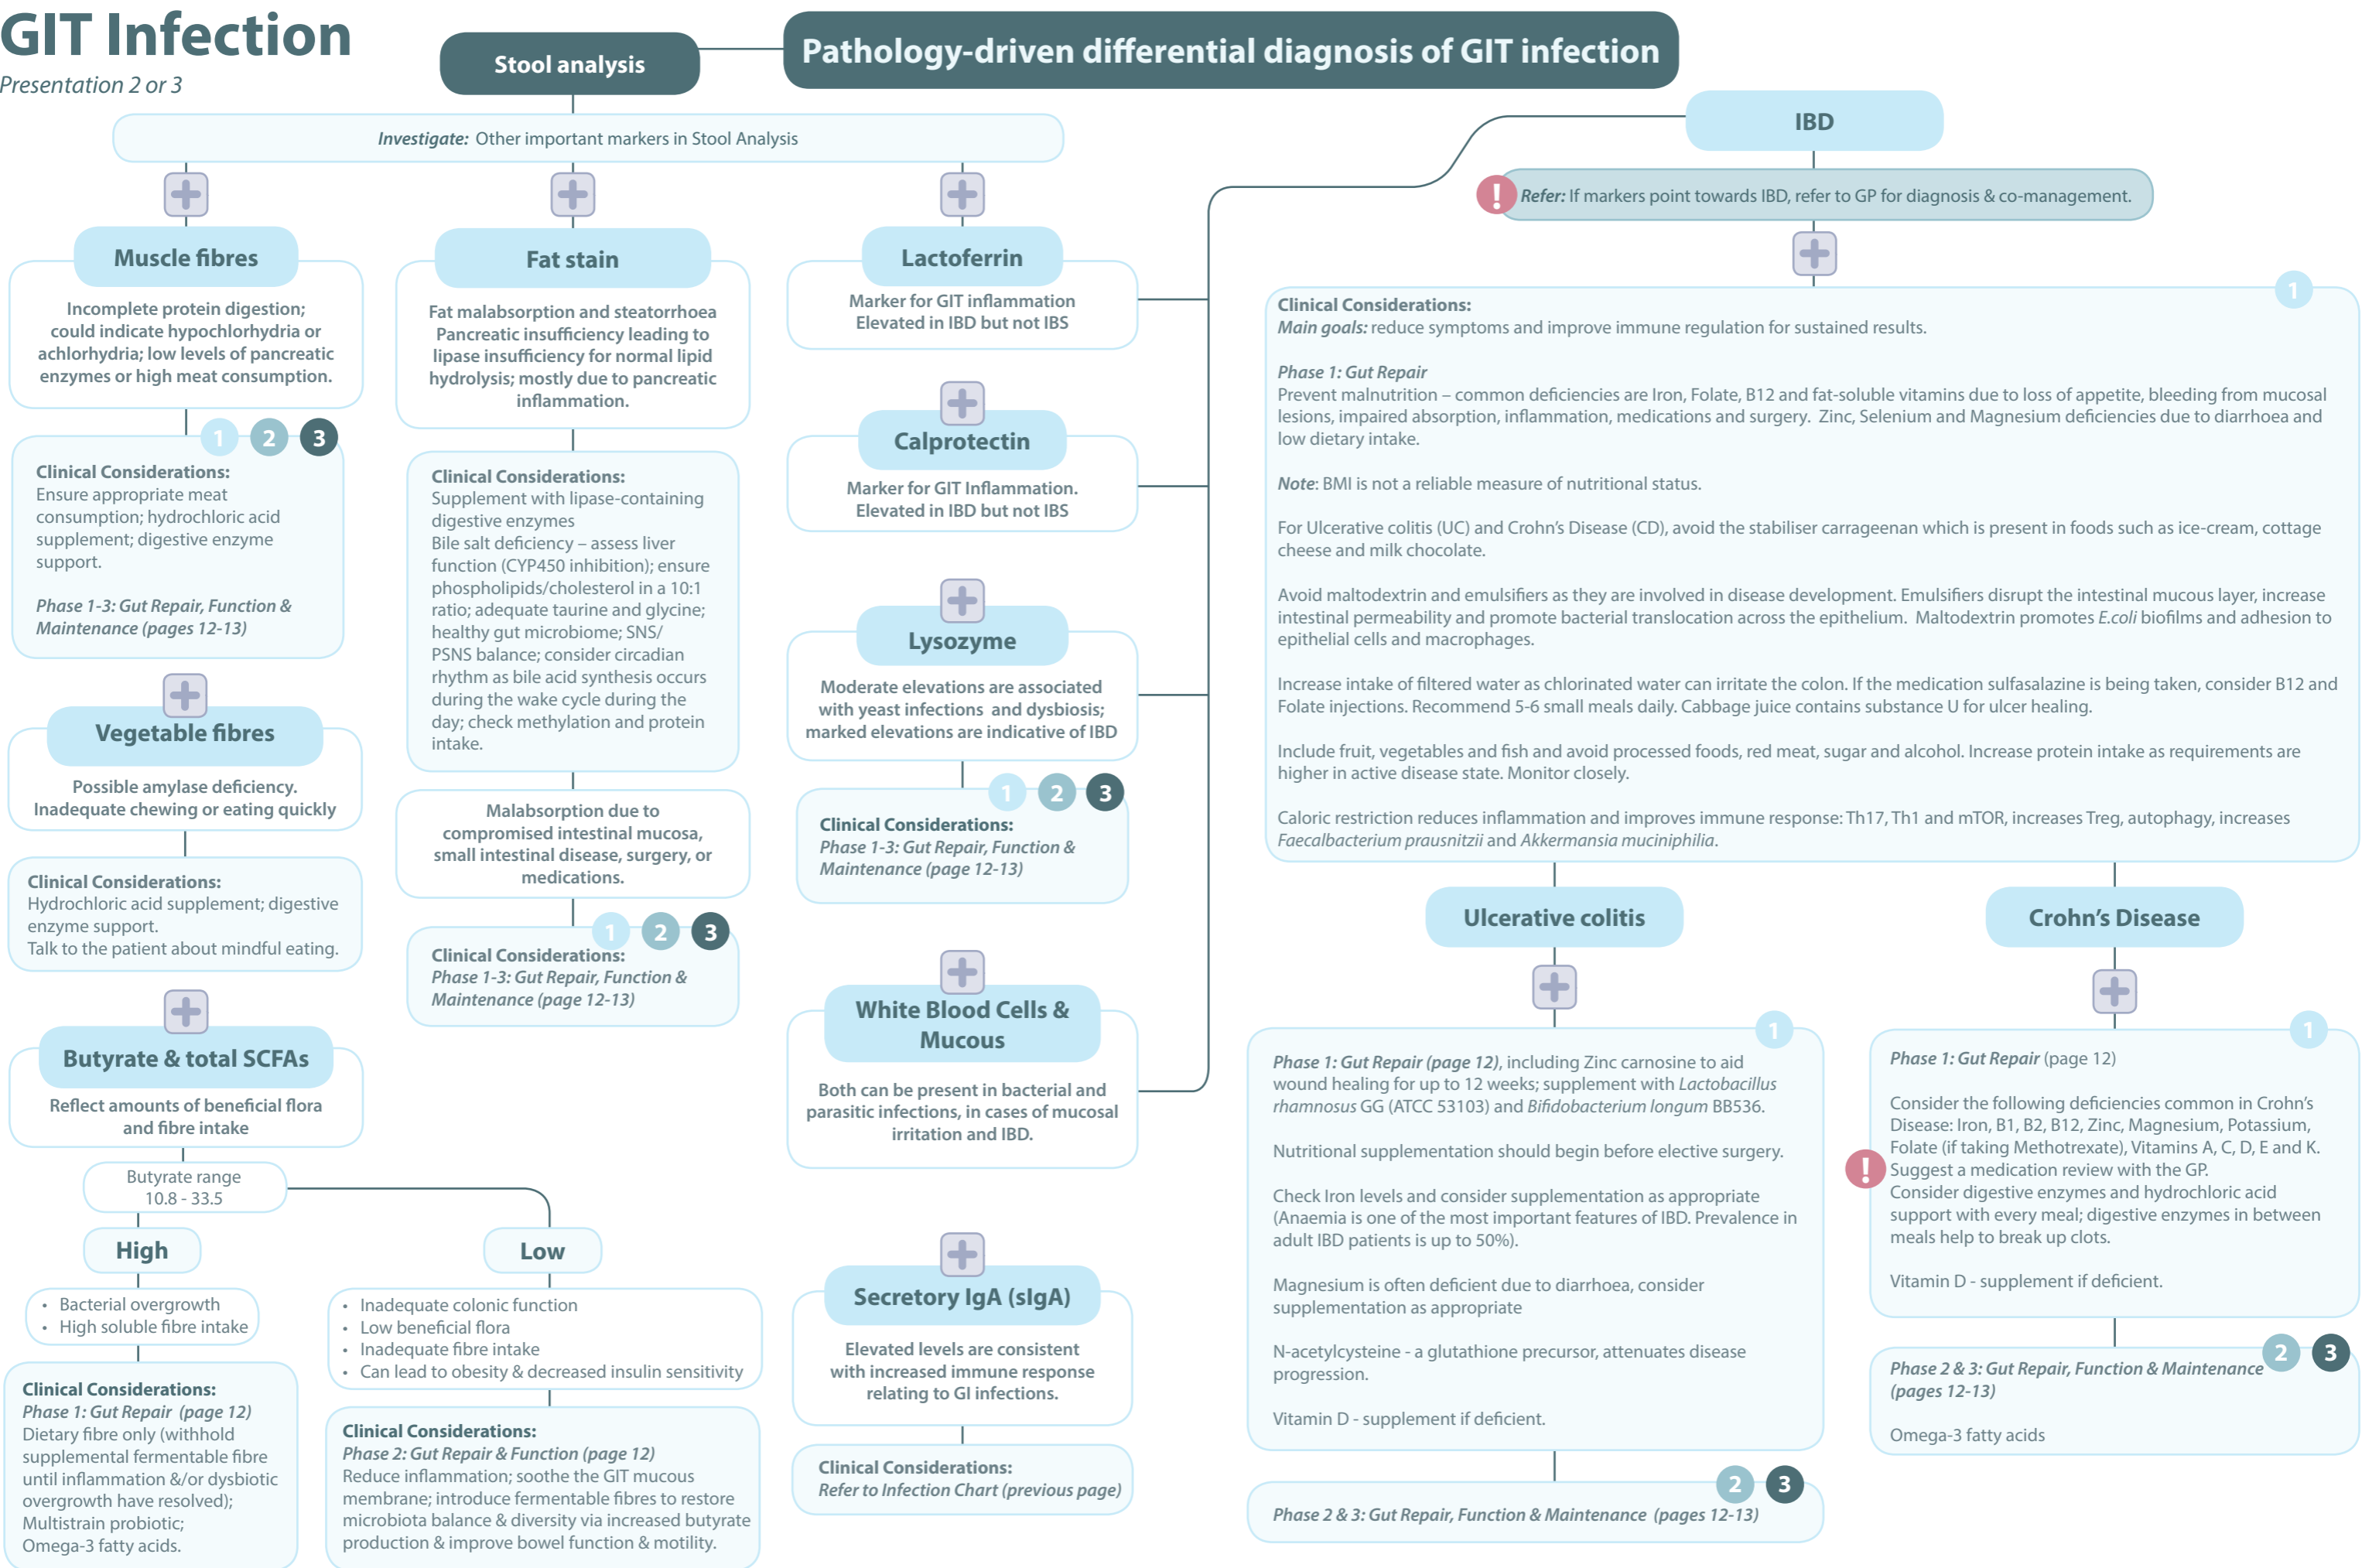 GIT Infection
Presentation 2 or 3
Stool analysis
Pathology-driven differential diagnosis of GIT infection
Investigate: Other important markers in Stool Analysis
Muscle fibres
Incomplete protein digestion;
could indicate hypochlorhydria or
achlorhydria; low levels of pancreatic
enzymes or high meat consumption.
1 2 3
Clinical Considerations:
Ensure appropriate meat
consumption; hydrochloric acid
supplement; digestive enzyme
support.
Phase 1-3: Gut Repair, Function &
Maintenance (pages 12-13)
Vegetable fibres
Possible amylase deficiency.
Inadequate chewing or eating quickly
Clinical Considerations:
Hydrochloric acid supplement; digestive
enzyme support.
Talk to the patient about mindful eating.
Butyrate & total SCFAs
Reflect amounts of beneficial flora
and fibre intake
Butyrate range
10.8 - 33.5
High
• Bacterial overgrowth
• High soluble fibre intake
Clinical Considerations:
Phase 1: Gut Repair (page 12)
Dietary fibre only (withhold
supplemental fermentable fibre
until inflammation &/or dysbiotic
overgrowth have resolved);
Multistrain probiotic;
Omega-3 fatty acids.
Low
• Inadequate colonic function
• Low beneficial flora
• Inadequate fibre intake
• Can lead to obesity & decreased insulin sensitivity
Clinical Considerations:
Phase 2: Gut Repair & Function (page 12)
Reduce inflammation; soothe the GIT mucous
membrane; introduce fermentable fibres to restore
microbiota balance & diversity via increased butyrate
production & improve bowel function & motility.
Fat stain
Fat malabsorption and steatorrhoea
Pancreatic insufficiency leading to
lipase insufficiency for normal lipid
hydrolysis; mostly due to pancreatic
inflammation.
Clinical Considerations:
Supplement with lipase-containing
digestive enzymes
Bile salt deficiency – assess liver
function (CYP450 inhibition); ensure
phospholipids/cholesterol in a 10:1
ratio; adequate taurine and glycine;
healthy gut microbiome; SNS/
PSNS balance; consider circadian
rhythm as bile acid synthesis occurs
during the wake cycle during the
day; check methylation and protein
intake.
Malabsorption due to
compromised intestinal mucosa,
small intestinal disease, surgery, or
medications.
1 2 3
Clinical Considerations:
Phase 1-3: Gut Repair, Function &
Maintenance (page 12-13)
Lactoferrin
Marker for GIT inflammation
Elevated in IBD but not IBS
Calprotectin
Marker for GIT Inflammation.
Elevated in IBD but not IBS
Lysozyme
Moderate elevations are associated
with yeast infections and dysbiosis;
marked elevations are indicative of IBD
1 2 3
Clinical Considerations:
Phase 1-3: Gut Repair, Function &
Maintenance (page 12-13)
White Blood Cells &
Mucous
Both can be present in bacterial and
parasitic infections, in cases of mucosal
irritation and IBD.
Secretory IgA (sIgA)
Elevated levels are consistent
with increased immune response
relating to GI infections.
Clinical Considerations:
Refer to Infection Chart (previous page)
IBD
! Refer: If markers point towards IBD, refer to GP for diagnosis & co-management.
1
Clinical Considerations:
Main goals: reduce symptoms and improve immune regulation for sustained results.
Phase 1: Gut Repair
Prevent malnutrition – common deficiencies are Iron, Folate, B12 and fat-soluble vitamins due to loss of appetite, bleeding from mucosal
lesions, impaired absorption, inflammation, medications and surgery. Zinc, Selenium and Magnesium deficiencies due to diarrhoea and
low dietary intake.
Note: BMI is not a reliable measure of nutritional status.
For Ulcerative colitis (UC) and Crohn's Disease (CD), avoid the stabiliser carrageenan which is present in foods such as ice-cream, cottage
cheese and milk chocolate.
Avoid maltodextrin and emulsifiers as they are involved in disease development. Emulsifiers disrupt the intestinal mucous layer, increase
intestinal permeability and promote bacterial translocation across the epithelium. Maltodextrin promotes E.coli biofilms and adhesion to
epithelial cells and macrophages.
Increase intake of filtered water as chlorinated water can irritate the colon. If the medication sulfasalazine is being taken, consider B12 and
Folate injections. Recommend 5-6 small meals daily. Cabbage juice contains substance U for ulcer healing.
Include fruit, vegetables and fish and avoid processed foods, red meat, sugar and alcohol. Increase protein intake as requirements are
higher in active disease state. Monitor closely.
Caloric restriction reduces inflammation and improves immune response: Th17, Th1 and mTOR, increases Treg, autophagy, increases
Faecalbacterium prausnitzii and Akkermansia muciniphilia.
Ulcerative colitis
1
Phase 1: Gut Repair (page 12), including Zinc carnosine to aid
wound healing for up to 12 weeks; supplement with Lactobacillus
rhamnosus GG (ATCC 53103) and Bifidobacterium longum BB536.
Nutritional supplementation should begin before elective surgery.
Check Iron levels and consider supplementation as appropriate
(Anaemia is one of the most important features of IBD. Prevalence in
adult IBD patients is up to 50%).
Magnesium is often deficient due to diarrhoea, consider
supplementation as appropriate
N-acetylcysteine - a glutathione precursor, attenuates disease
progression.
Vitamin D - supplement if deficient.
2 3
Phase 2 & 3: Gut Repair, Function & Maintenance (pages 12-13)
Crohn's Disease
1
Phase 1: Gut Repair (page 12)
Consider the following deficiencies common in Crohn's
Disease: Iron, B1, B2, B12, Zinc, Magnesium, Potassium,
Folate (if taking Methotrexate), Vitamins A, C, D, E and K.
! Suggest a medication review with the GP.
Consider digestive enzymes and hydrochloric acid
support with every meal; digestive enzymes in between
meals help to break up clots.
Vitamin D - supplement if deficient.
2 3
Phase 2 & 3: Gut Repair, Function & Maintenance
(pages 12-13)
Omega-3 fatty acids